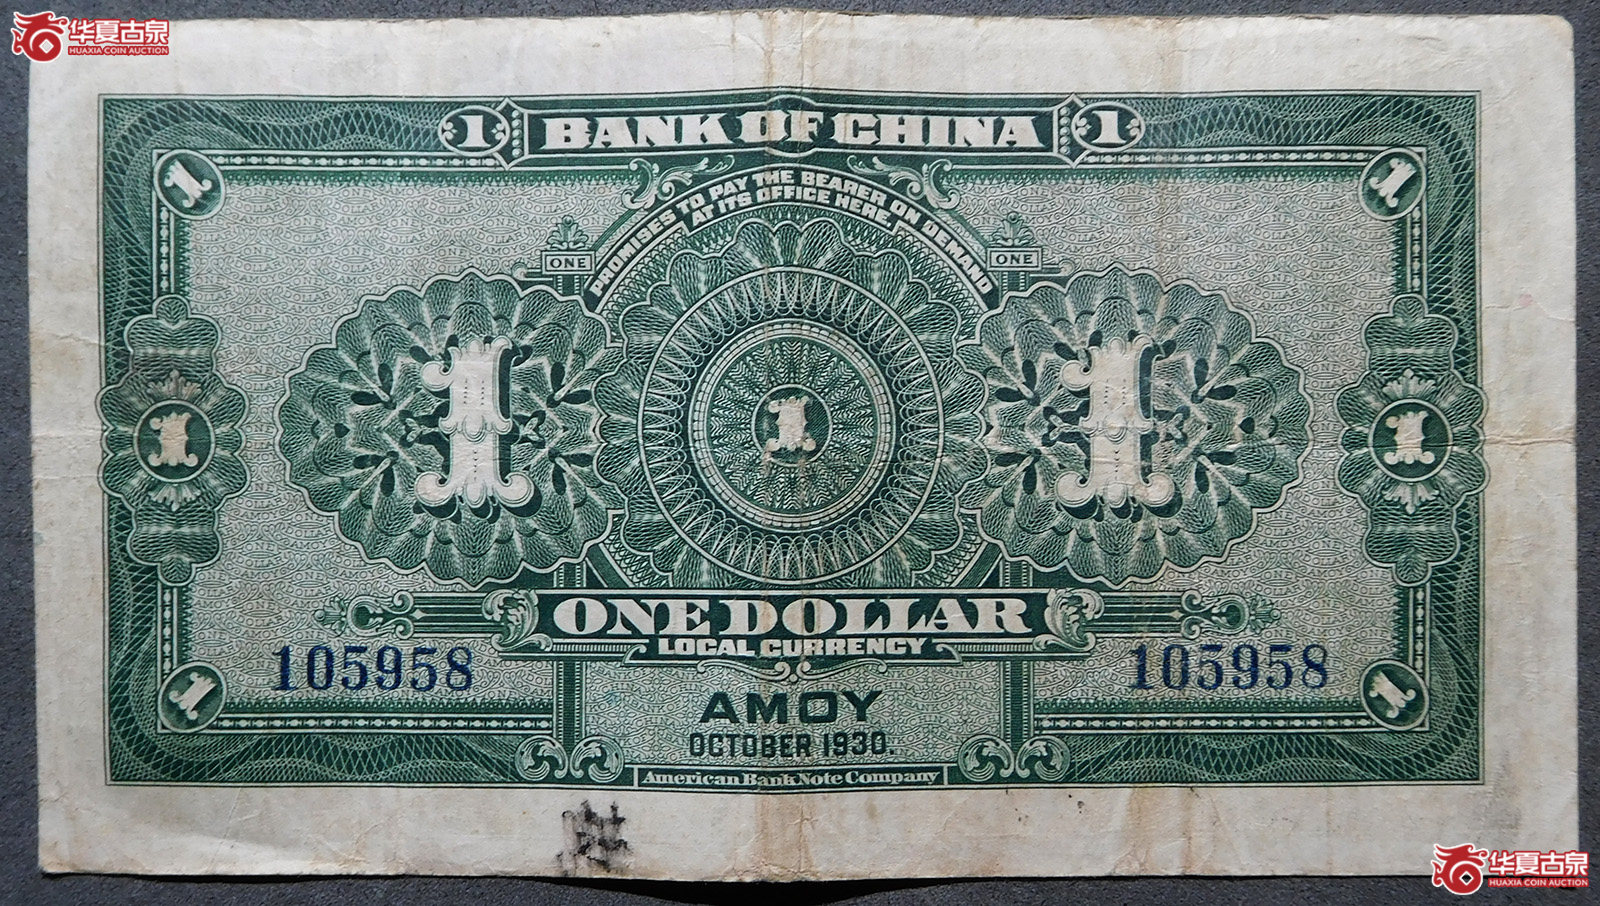 华夏古泉
HUAXIA COIN AUCTION
1 BANK OF CHINA 1
1 1
PROMISES TO PAY THE BEARER ON DEMAND
AT ITS OFFICE HERE,
ONE ONE
1 1 1 1 1
ONE DOLLAR
LOCAL CURRENCY
105958 105958
1 1
AMOY
OCTOBER 1930.
American Bank Note Company
华夏古泉
HUAXIA COIN AUCTION